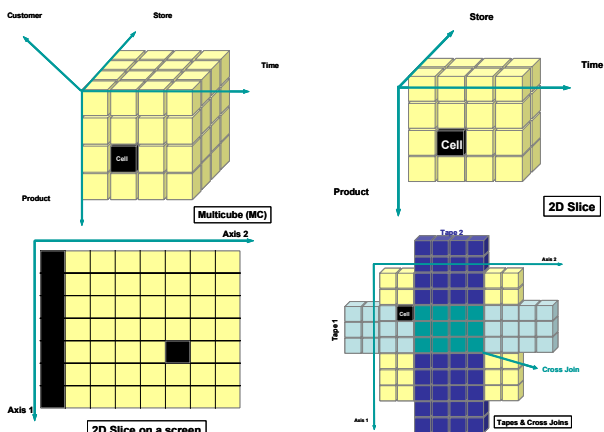 Customer
Store
Time
Cell
Product
Multicube (MC)
Store
Time
Cell
Product
2D Slice
Axis 2
Axis 1
2D Slice on a screen
Tape 2
Axis 2
Tape 1
Cell
Cross Join
Axis 1
Tapes & Cross Joins